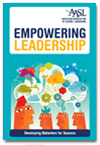 AASL
EMPOWERING
LEADERSHIP
Developing Behaviors for Success